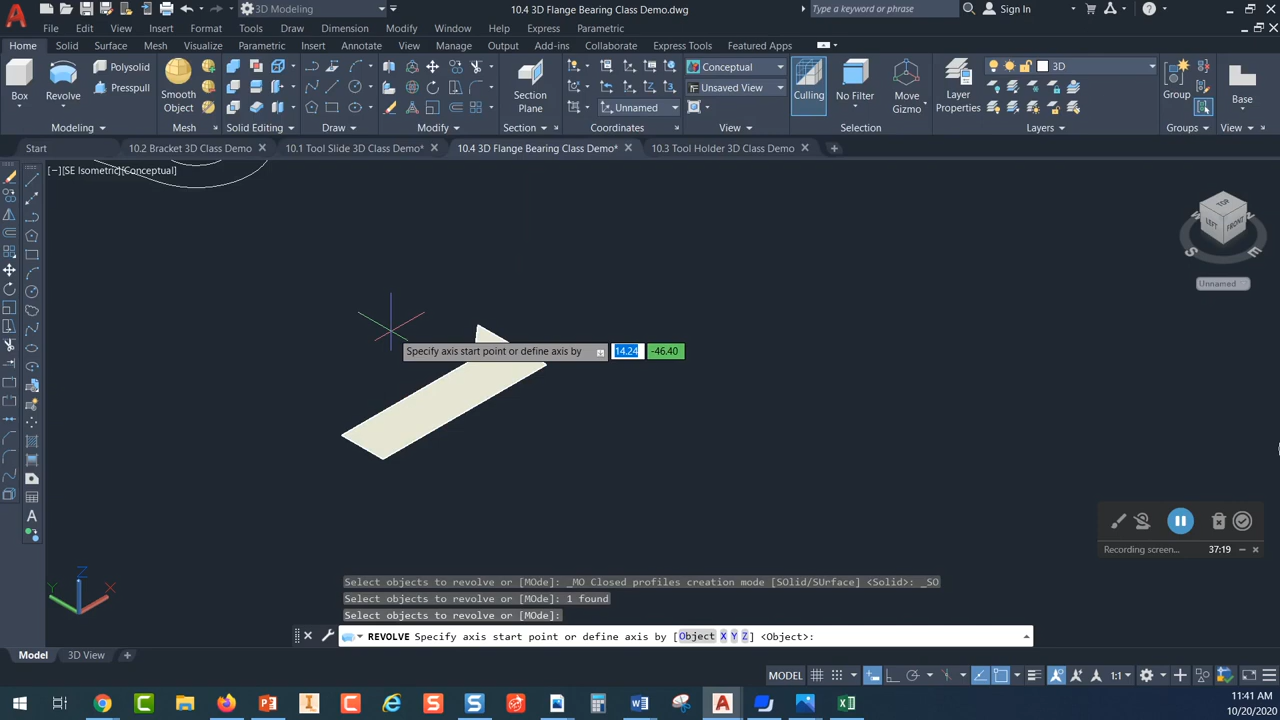 10.4 3D Flange Bearing Class Demo.dwg
3D Modeling
Type a keyword or phrase
Sign In
File Edit View Insert Format Tools Draw Dimension Modify Window Help Express Parametric
Home Solid Surface Mesh Visualize Parametric Insert Annotate View Manage Output Add-ins Collaborate Express Tools Featured Apps
Box
Revolve
Polysolid
Presspull
Smooth
Object
Section
Plane
Unnamed
Conceptual
Unsaved View
Culling
No Filter
Move
Gizmo
Layer
Properties
3D
Group
Base
Modeling Mesh Solid Editing Draw Modify Section Coordinates View Selection Layers Groups View
Start 10.2 Bracket 3D Class Demo* 10.1 Tool Slide 3D Class Demo* 10.4 3D Flange Bearing Class Demo* 10.3 Tool Holder 3D Class Demo
[−][SE Isometric][Conceptual]
TOP
LEFT
FRONT
S
E
Unnamed
Specify axis start point or define axis by 14.24 -46.40
Recording screen... 37:19
Z
Y
X
Select objects to revolve or [MOde]: _MO Closed profiles creation mode [SOlid/SUrface] <Solid>: _SO
Select objects to revolve or [MOde]: 1 found
Select objects to revolve or [MOde]:
REVOLVE Specify axis start point or define axis by [Object X Y Z] <Object>:
Model 3D View
MODEL
1:1
11:41 AM
10/20/2020